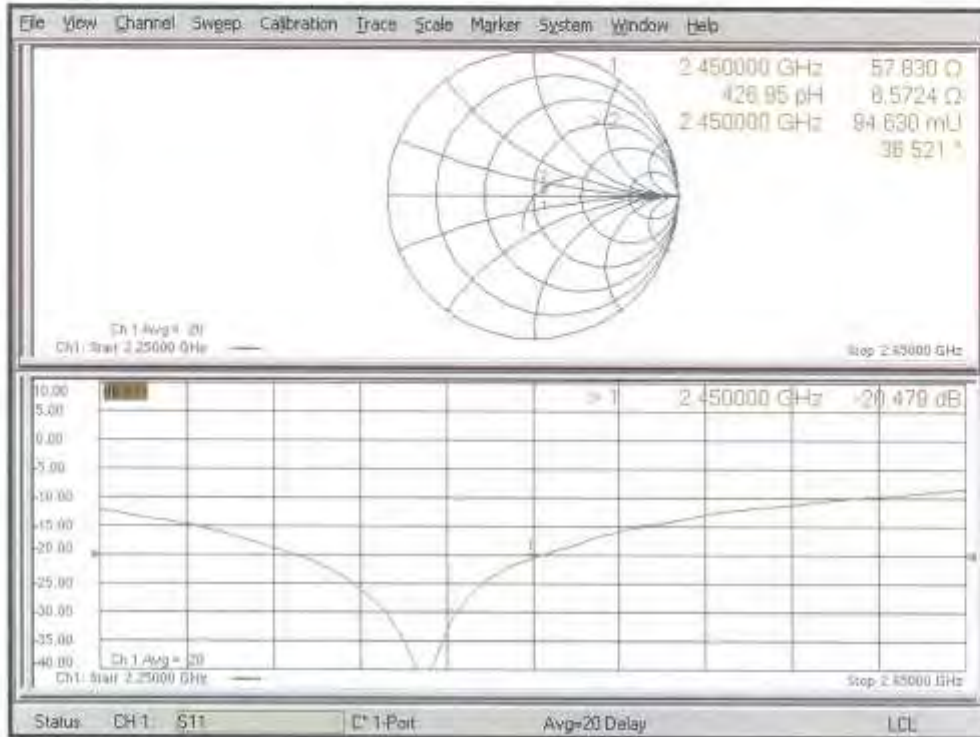 File View Channel Sweep Calibration Trace Scale Marker System Window Help
1 2.450000 GHz 57.830 Ω
426.95 pH 6.5724 Ω
> 2 2.450000 GHz 94.630 mU
36.521 °
Ch 1 Avg = 20
Ch1: Start 2.25000 GHz
Stop 2.65000 GHz
10.00
> 1 2.450000 GHz -20.479 dB
5.00
0.00
-5.00
-10.00
-15.00
-20.00
1
-25.00
-30.00
-35.00
-40.00
Ch 1 Avg = 20
Ch1: Start 2.25000 GHz
Stop 2.65000 GHz
Status CH 1: S11 C* 1-Port Avg=20 Delay LCL